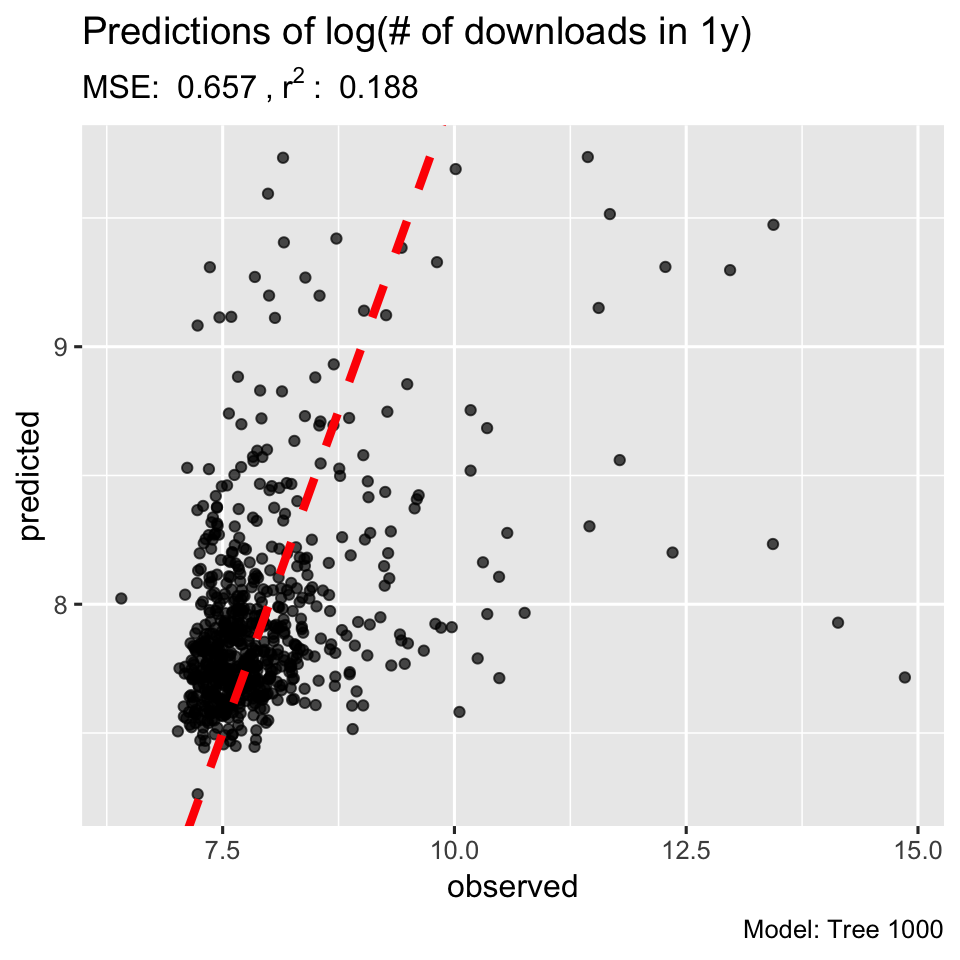 Predictions of log(# of downloads in 1y)
MSE:  0.657 , r² :  0.188
predicted
9
8
7.5 10.0 12.5 15.0
observed
Model: Tree 1000